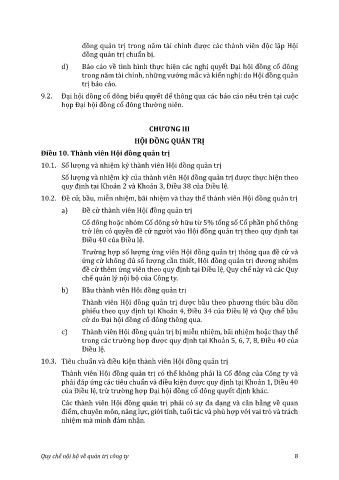 đồng quản trị trong năm tài chính được các thành viên độc lập Hội
đồng quản trị chuẩn bị.
d) Báo cáo về tình hình thực hiện các nghị quyết Đại hội đồng cổ đông
trong năm tài chính, những vướng mắc và kiến nghị: do Hội đồng quản
trị báo cáo.
9.2. Đại hội đồng cổ đông biểu quyết để thông qua các báo cáo nêu trên tại cuộc
họp Đại hội đồng cổ đông thường niên.
CHƯƠNG III
HỘI ĐỒNG QUẢN TRỊ
Điều 10. Thành viên Hội đồng quản trị
10.1. Số lượng và nhiệm kỳ thành viên Hội đồng quản trị
Số lượng và nhiệm kỳ của thành viên Hội đồng quản trị được thực hiện theo
quy định tại Khoản 2 và Khoản 3, Điều 38 của Điều lệ.
10.2. Đề cử, bầu, miễn nhiệm, bãi nhiệm và thay thế thành viên Hội đồng quản trị
a) Đề cử thành viên Hội đồng quản trị
Cổ đông hoặc nhóm Cổ đông sở hữu từ 5% tổng số Cổ phần phổ thông
trở lên có quyền đề cử người vào Hội đồng quản trị theo quy định tại
Điều 40 của Điều lệ.
Trường hợp số lượng ứng viên Hội đồng quản trị thông qua đề cử và
ứng cử không đủ số lượng cần thiết, Hội đồng quản trị đương nhiệm
đề cử thêm ứng viên theo quy định tại Điều lệ, Quy chế này và các Quy
chế quản lý nội bộ của Công ty.
b) Bầu thành viên Hội đồng quản trị
Thành viên Hội đồng quản trị được bầu theo phương thức bầu dồn
phiếu theo quy định tại Khoản 4, Điều 34 của Điều lệ và Quy chế bầu
cử do Đại hội đồng cổ đông thông qua.
c) Thành viên Hội đồng quản trị bị miễn nhiệm, bãi nhiệm hoặc thay thế
trong các trường hợp được quy định tại Khoản 5, 6, 7, 8, Điều 40 của
Điều lệ.
10.3. Tiêu chuẩn và điều kiện thành viên Hội đồng quản trị
Thành viên Hội đồng quản trị có thể không phải là Cổ đông của Công ty và
phải đáp ứng các tiêu chuẩn và điều kiện được quy định tại Khoản 1, Điều 40
của Điều lệ, trừ trường hợp Đại hội đồng cổ đông quyết định khác.
Các thành viên Hội đồng quản trị phải có sự đa dạng và cân bằng về quan
điểm, chuyên môn, năng lực, giới tính, tuổi tác và phù hợp với vai trò và trách
nhiệm mà mình đảm nhận.
Quy chế nội bộ về quản trị công ty 8